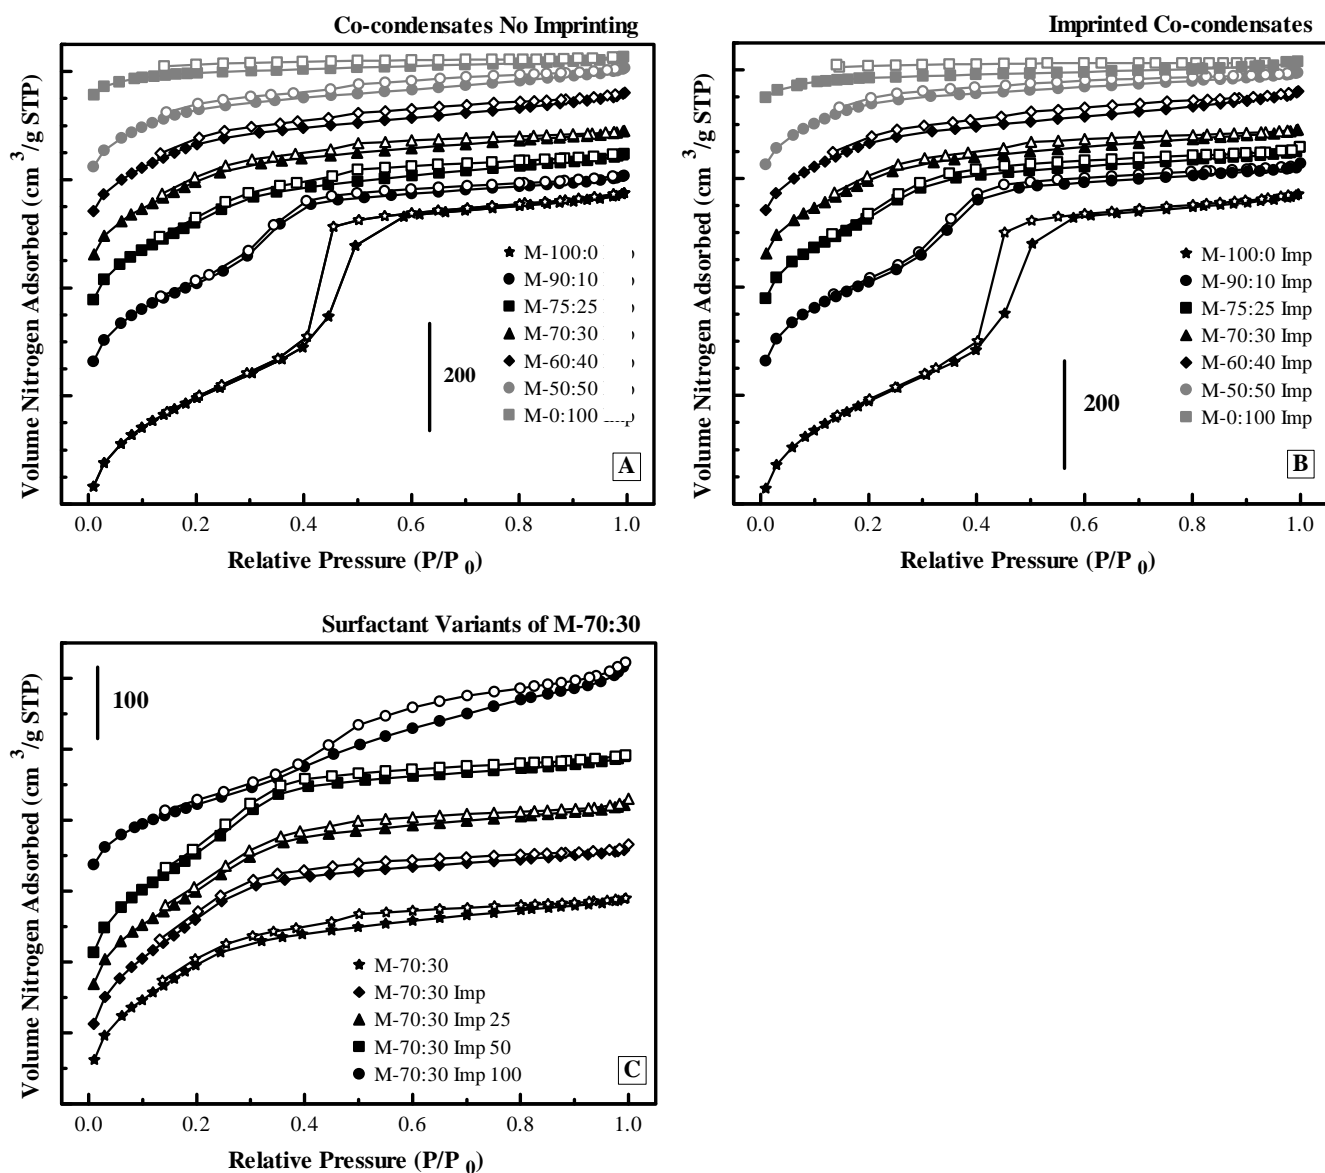 Co-condensates No Imprinting
Volume Nitrogen Adsorbed (cm 3/g STP)
M-100:0
M-90:10
M-75:25
M-70:30
M-60:40
M-50:50
M-0:100
200
A
0.0 0.2 0.4 0.6 0.8 1.0
Relative Pressure (P/P 0)
Imprinted Co-condensates
Volume Nitrogen Adsorbed (cm 3/g STP)
M-100:0 Imp
M-90:10 Imp
M-75:25 Imp
M-70:30 Imp
M-60:40 Imp
M-50:50 Imp
M-0:100 Imp
200
B
0.0 0.2 0.4 0.6 0.8 1.0
Relative Pressure (P/P 0)
Surfactant Variants of M-70:30
Volume Nitrogen Adsorbed (cm 3/g STP)
100
M-70:30
M-70:30 Imp
M-70:30 Imp 25
M-70:30 Imp 50
M-70:30 Imp 100
C
0.0 0.2 0.4 0.6 0.8 1.0
Relative Pressure (P/P 0)